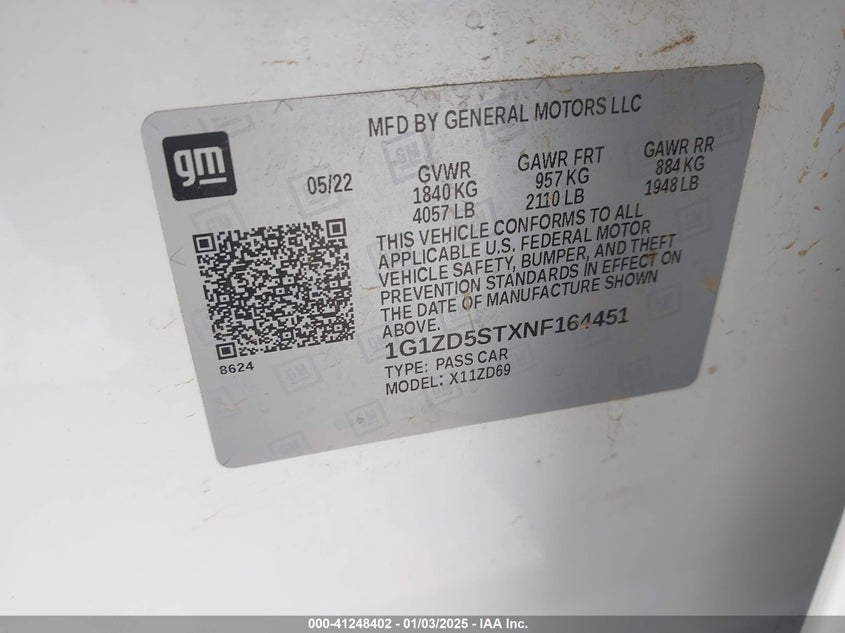 MFD BY GENERAL MOTORS LLC
gm
05/22
GVWR
1840 KG
4057 LB
GAWR FRT
957 KG
2110 LB
GAWR RR
884 KG
1948 LB
THIS VEHICLE CONFORMS TO ALL
APPLICABLE U.S. FEDERAL MOTOR
VEHICLE SAFETY, BUMPER, AND THEFT
PREVENTION STANDARDS IN EFFECT ON
THE DATE OF MANUFACTURE SHOWN
ABOVE.
1G1ZD5STXNF164451
TYPE: PASS CAR
MODEL: X11ZD69
8624
000-41248402 - 01/03/2025 - IAA Inc.